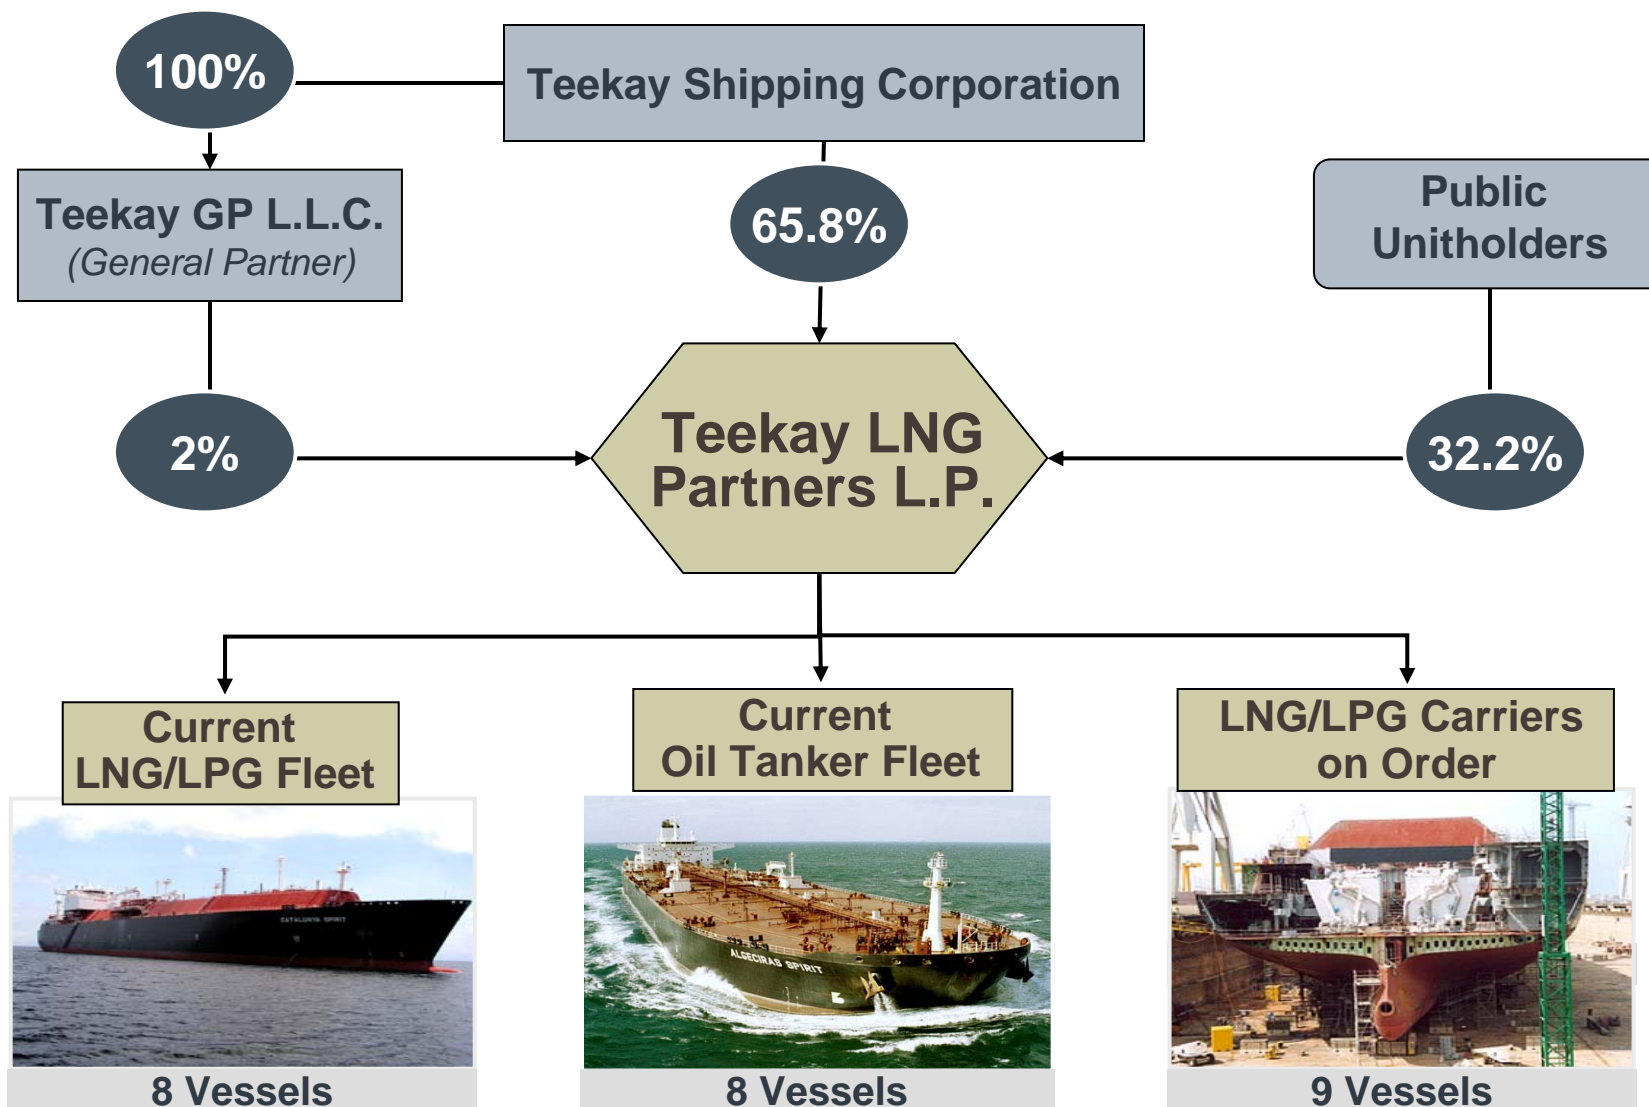 100%
Teekay Shipping Corporation
Teekay GP L.L.C.
(General Partner)
65.8%
Public
Unitholders
2%
Teekay LNG
Partners L.P.
32.2%
Current
LNG/LPG Fleet
Current
Oil Tanker Fleet
LNG/LPG Carriers
on Order
CATALUNYA SPIRIT
ALGECIRAS SPIRIT
8 Vessels
8 Vessels
9 Vessels